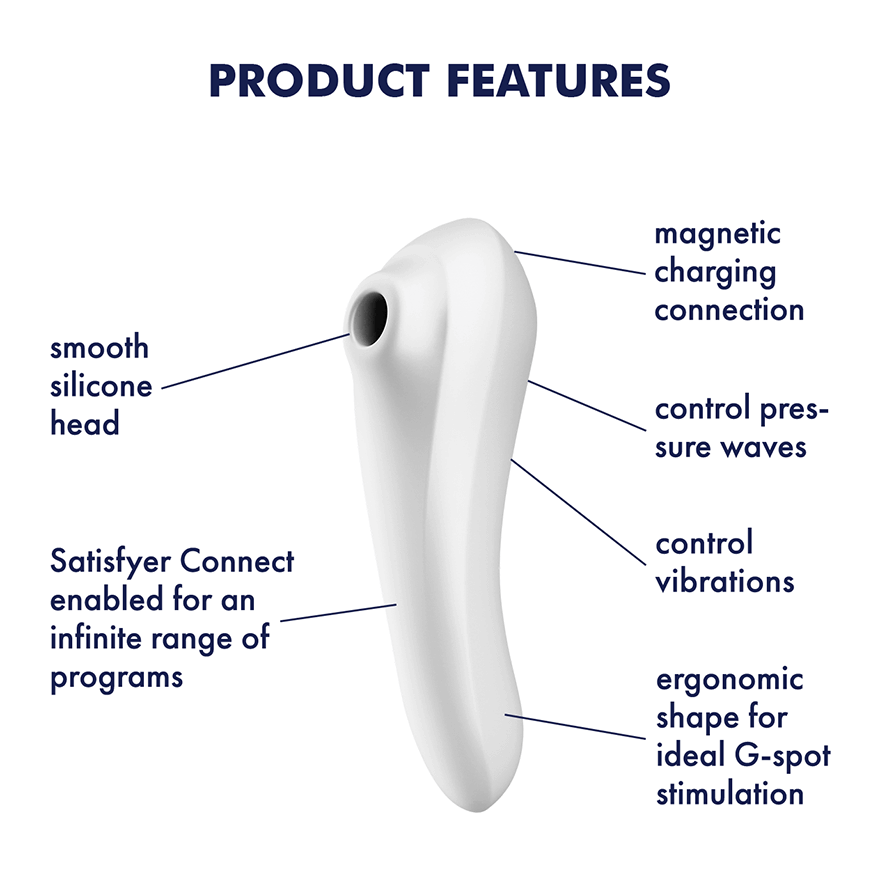 PRODUCT FEATURES
magnetic
charging
connection
smooth
silicone
head
control pres-
sure waves
control
vibrations
Satisfyer Connect
enabled for an
infinite range of
programs
ergonomic
shape for
ideal G-spot
stimulation